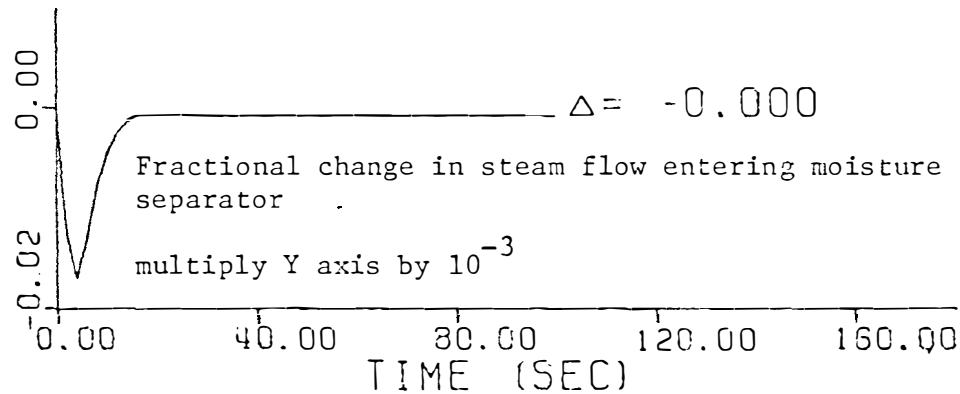 0.00
Δ= -0.000
Fractional change in steam flow entering moisture
separator
-0.02
multiply Y axis by 10⁻³
0.00 40.00 80.00 120.00 160.00
TIME (SEC)